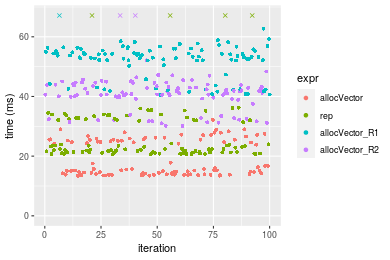 time (ms)
60
40
20
0
0
25
50
75
100
iteration
expr
allocVector
rep
allocVector_R1
allocVector_R2